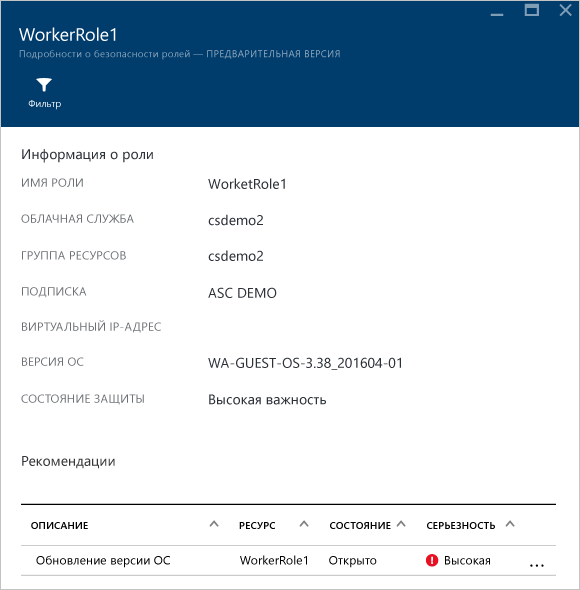 WorkerRole1
Подробности о безопасности ролей — ПРЕДВАРИТЕЛЬНАЯ ВЕРСИЯ
Фильтр
Информация о роли
ИМЯ РОЛИ WorketRole1
ОБЛАЧНАЯ СЛУЖБА csdemo2
ГРУППА РЕСУРСОВ csdemo2
ПОДПИСКА ASC DEMO
ВИРТУАЛЬНЫЙ IP-АДРЕС
ВЕРСИЯ ОС WA-GUEST-OS-3.38_201604-01
СОСТОЯНИЕ ЗАЩИТЫ Высокая важность
Рекомендации
ОПИСАНИЕ РЕСУРС СОСТОЯНИЕ СЕРЬЕЗНОСТЬ
Обновление версии ОС WorkerRole1 Открыто Высокая ...